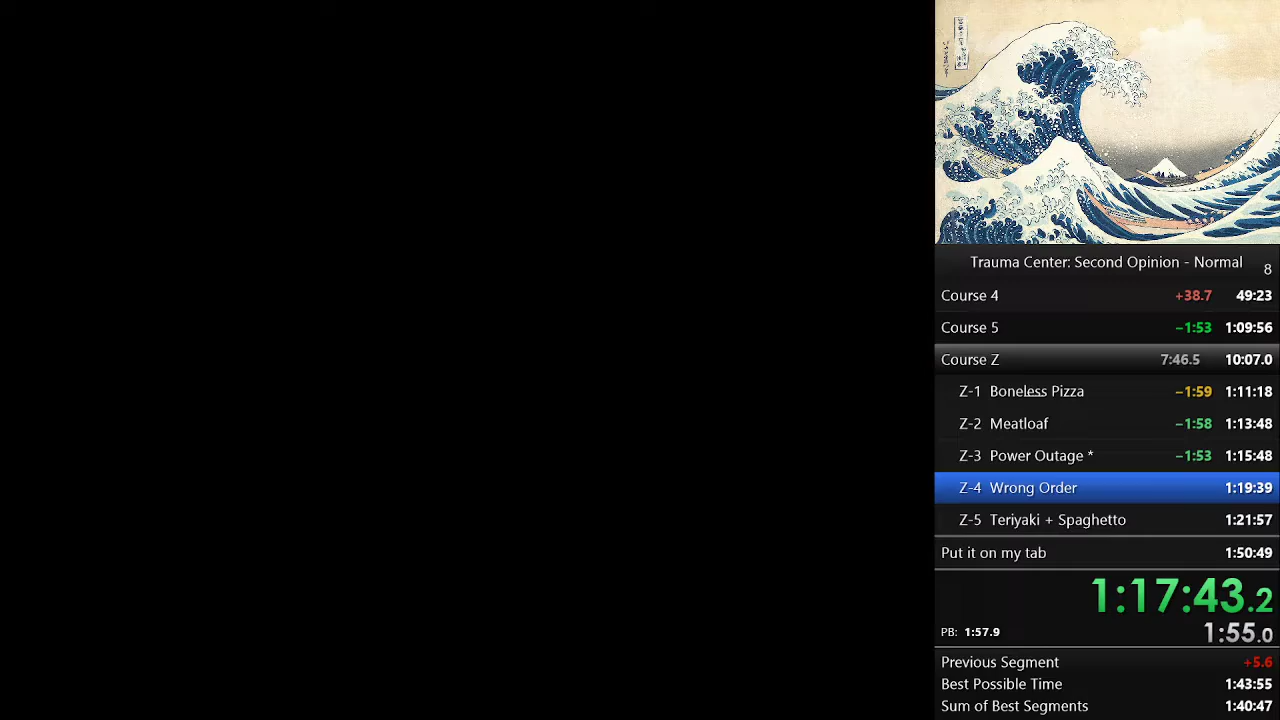 Trauma Center: Second Opinion - Normal
8
Course 4 +38.7 49:23
Course 5 −1:53 1:09:56
Course Z 7:46.5 10:07.0
Z-1 Boneless Pizza −1:59 1:11:18
Z-2 Meatloaf −1:58 1:13:48
Z-3 Power Outage * −1:53 1:15:48
Z-4 Wrong Order 1:19:39
Z-5 Teriyaki + Spaghetto 1:21:57
Put it on my tab 1:50:49
1:17:43.2
PB: 1:57.9 1:55.0
Previous Segment +5.6
Best Possible Time 1:43:55
Sum of Best Segments 1:40:47